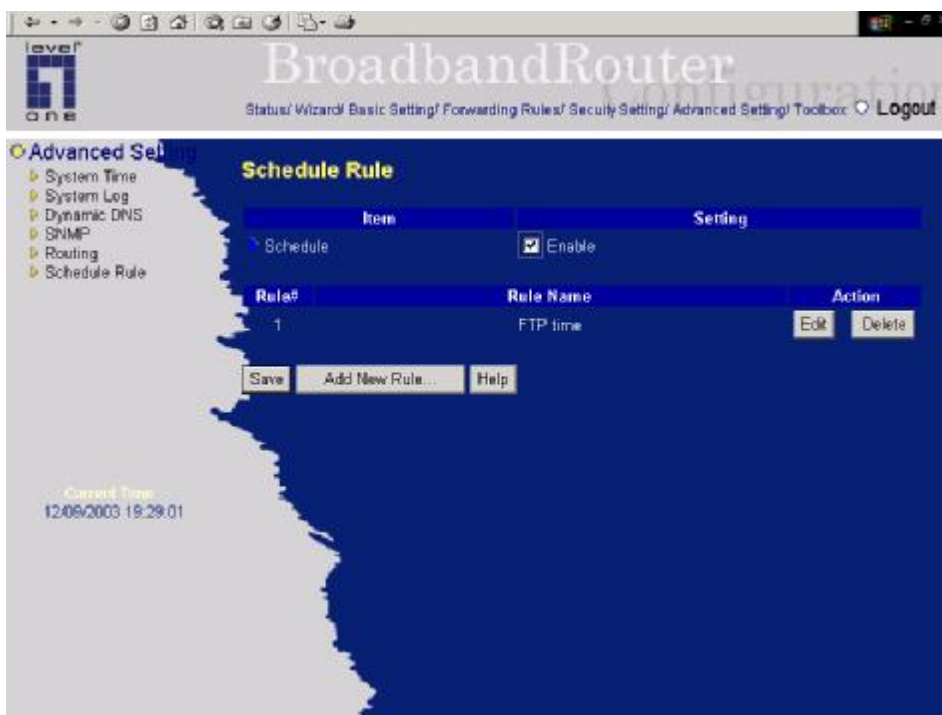 level
one
BroadbandRouter
Configuration
Status/ Wizard/ Basic Setting/ Forwarding Rules/ Secuity Setting/ Advanced Setting/ Toolbox Logout
Advanced Setting
System Time
System Log
Dynamic DNS
SNMP
Routing
Schedule Rule
Schedule Rule
Item Setting
Schedule Enable
Rule# Rule Name Action
1 FTP time Edit Delete
Save Add New Rule... Help
Current Time
12/09/2003 19:29:01